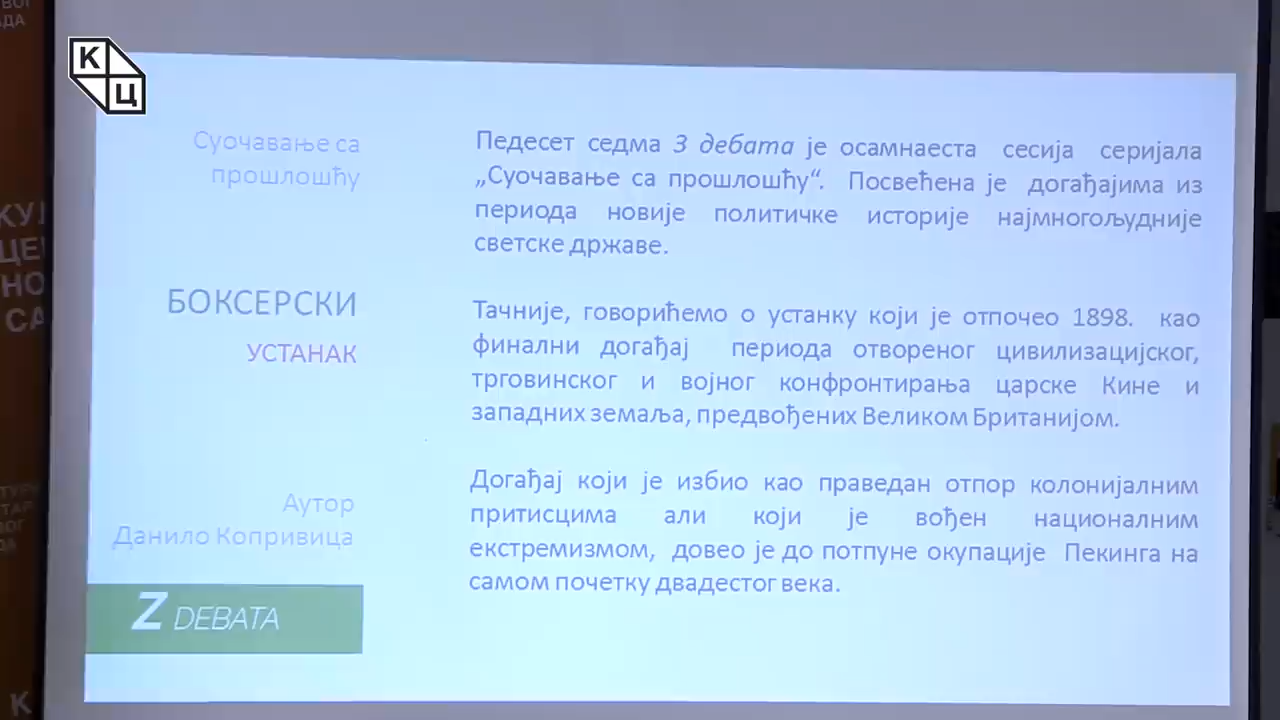 К
Ц
Суочавање са
прошлошћу
БОКСЕРСКИ
УСТАНАК
Аутор
Данило Копривица
Z DEBATA
Педесет седма З дебата је осамнаеста сесија серијала
„Суочавање са прошлошћу“. Посвећена је догађајима из
периода новије политичке историје најмногољудније
светске државе.
Тачније, говорићемо о устанку који је отпочео 1898. као
финални догађај периода отвореног цивилизацијског,
трговинског и војног конфронтирања царске Кине и
западних земаља, предвођених Великом Британијом.
Догађај који је избио као праведан отпор колонијалним
притисцима али који је вођен националним
екстремизмом, довео је до потпуне окупације Пекинга на
самом почетку двадестог века.